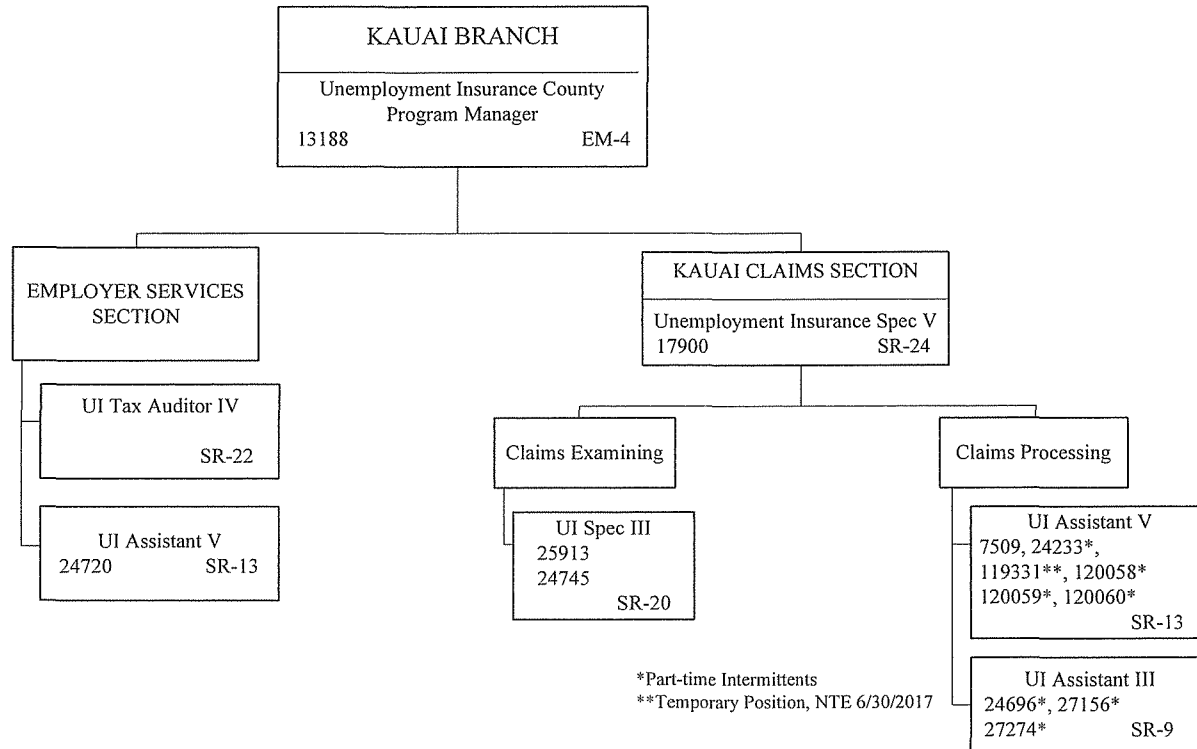 KAUAI BRANCH
Unemployment Insurance County
Program Manager
13188 EM-4
EMPLOYER SERVICES
SECTION
UI Tax Auditor IV
SR-22
UI Assistant V
24720 SR-13
KAUAI CLAIMS SECTION
Unemployment Insurance Spec V
17900 SR-24
Claims Examining
UI Spec III
25913
24745
SR-20
Claims Processing
UI Assistant V
7509, 24233*,
119331**, 120058*
120059*, 120060*
SR-13
UI Assistant III
24696*, 27156*
27274* SR-9
*Part-time Intermittents
**Temporary Position, NTE 6/30/2017